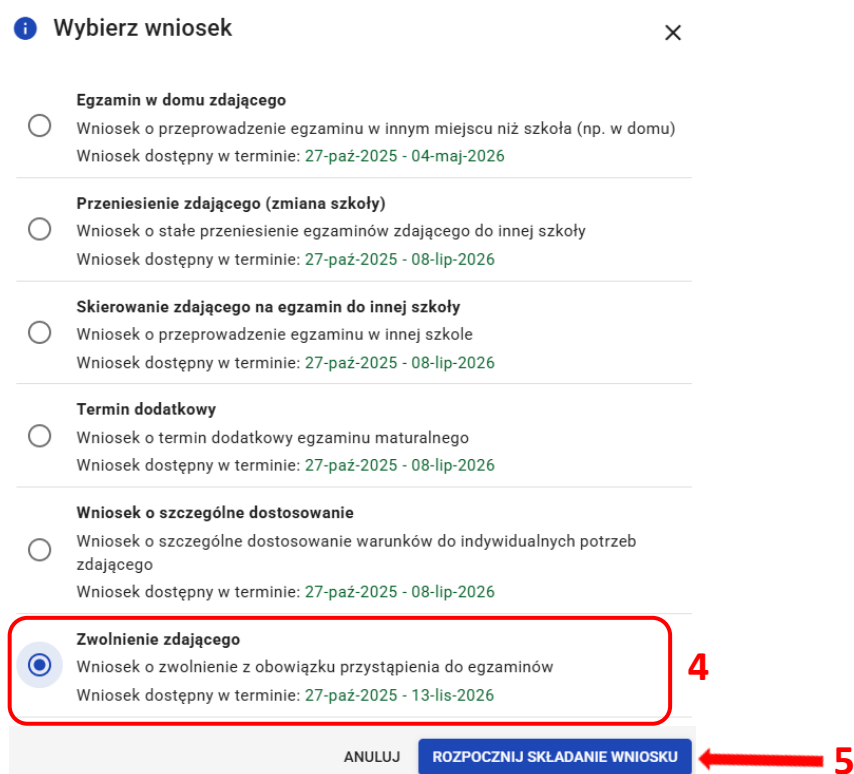 Wybierz wniosek
Egzamin w domu zdającego
Wniosek o przeprowadzenie egzaminu w innym miejscu niż szkoła (np. w domu)
Wniosek dostępny w terminie: 27-paź-2025 - 04-maj-2026
Przeniesienie zdającego (zmiana szkoły)
Wniosek o stałe przeniesienie egzaminów zdającego do innej szkoły
Wniosek dostępny w terminie: 27-paź-2025 - 08-lip-2026
Skierowanie zdającego na egzamin do innej szkoły
Wniosek o przeprowadzenie egzaminu w innej szkole
Wniosek dostępny w terminie: 27-paź-2025 - 08-lip-2026
Termin dodatkowy
Wniosek o termin dodatkowy egzaminu maturalnego
Wniosek dostępny w terminie: 27-paź-2025 - 08-lip-2026
Wniosek o szczególne dostosowanie
Wniosek o szczególne dostosowanie warunków do indywidualnych potrzeb
zdającego
Wniosek dostępny w terminie: 27-paź-2025 - 08-lip-2026
Zwolnienie zdającego
Wniosek o zwolnienie z obowiązku przystąpienia do egzaminów
Wniosek dostępny w terminie: 27-paź-2025 - 13-lis-2026
4
ANULUJ ROZPOCZNIJ SKŁADANIE WNIOSKU
5